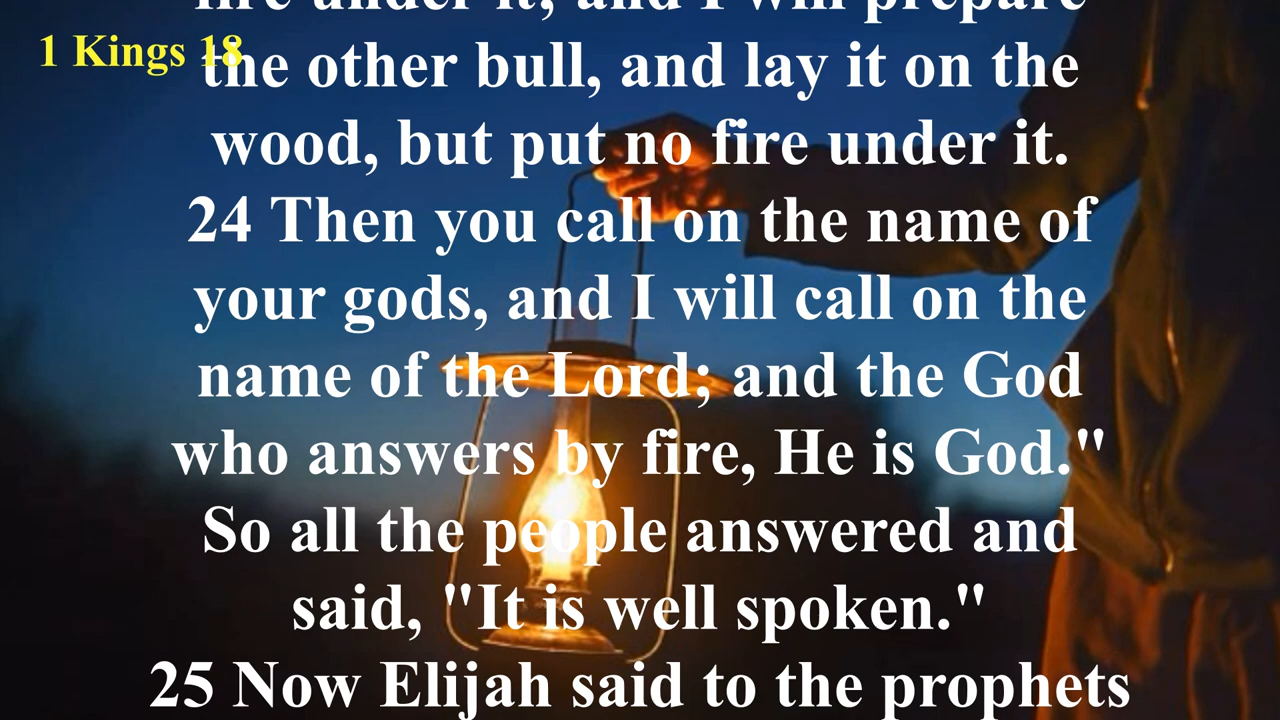 fire under it; and I will prepare
1 Kings 18
the other bull, and lay it on the
wood, but put no fire under it.
24 Then you call on the name of
your gods, and I will call on the
name of the Lord; and the God
who answers by fire, He is God."
So all the people answered and
said, "It is well spoken."
25 Now Elijah said to the prophets